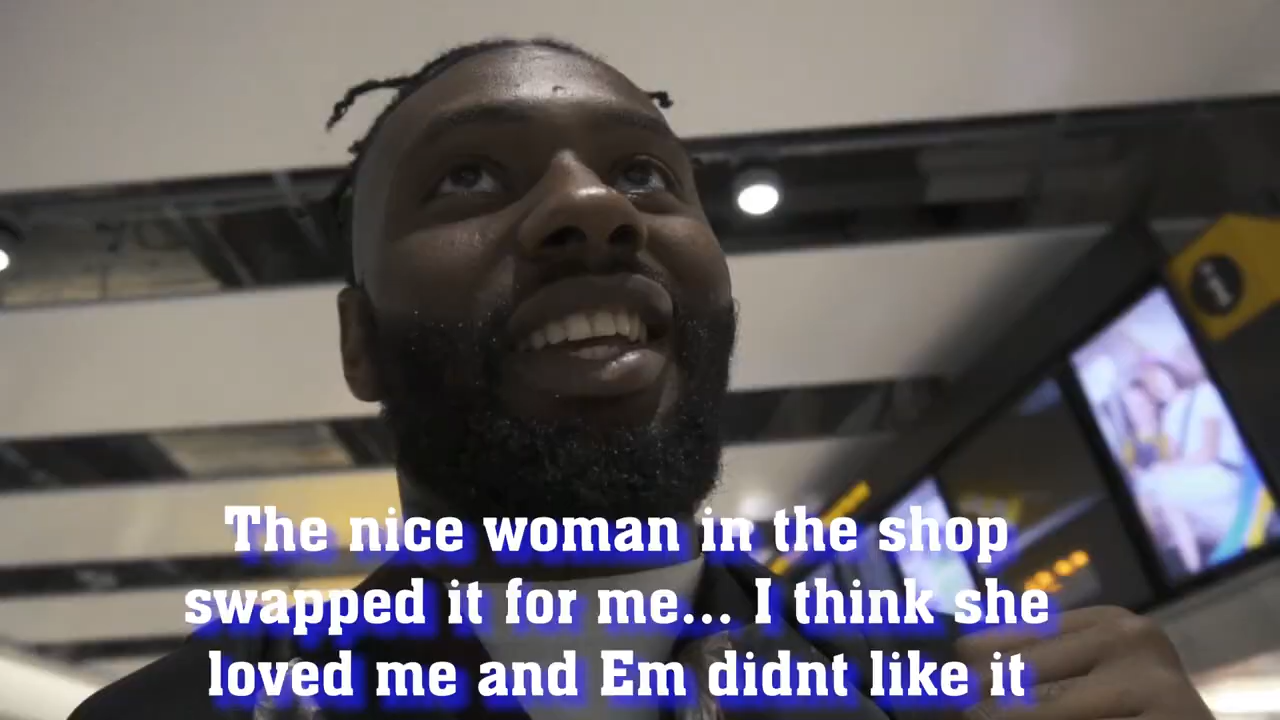 The nice woman in the shop
swapped it for me... I think she
loved me and Em didnt like it